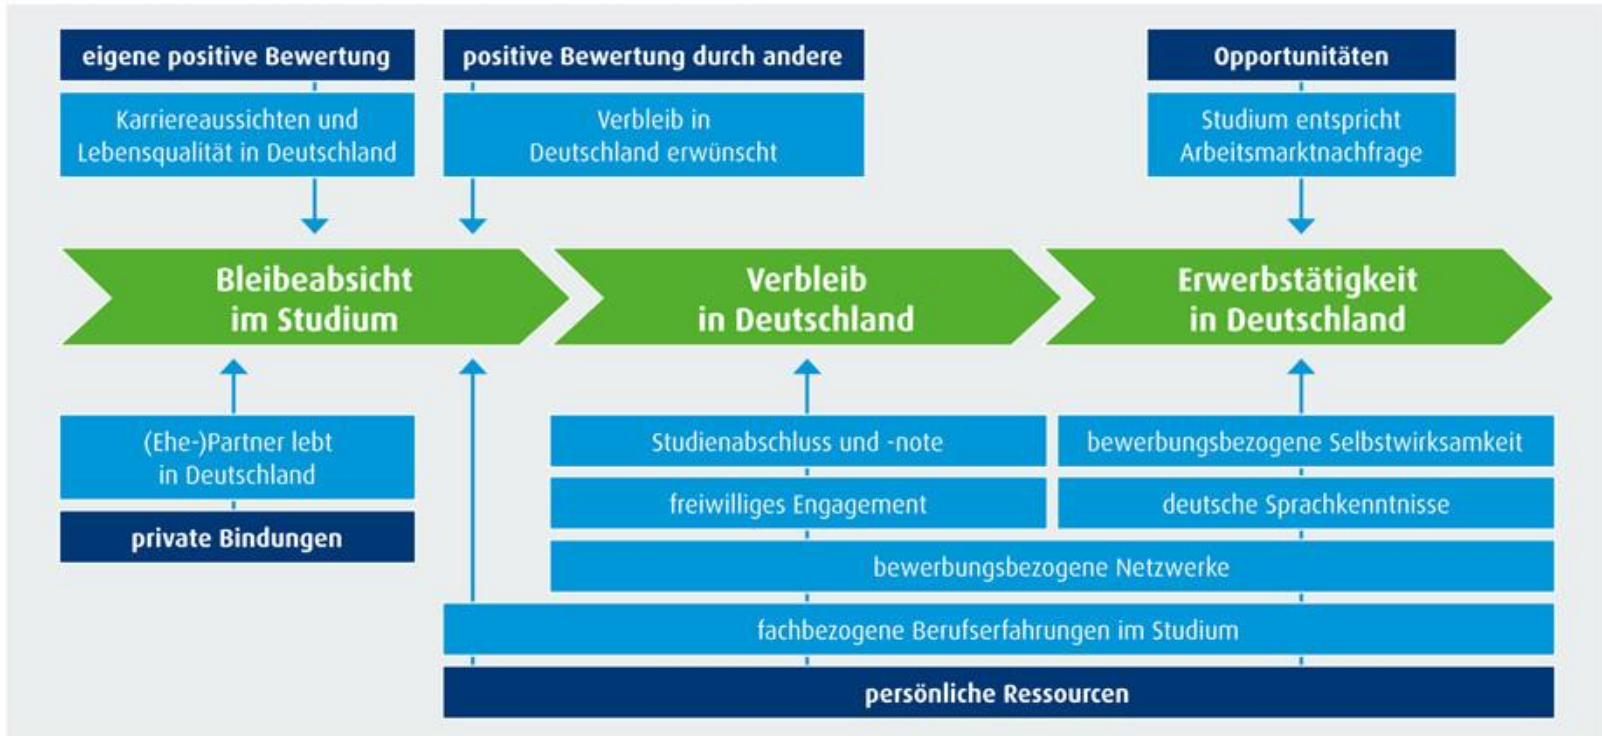 eigene positive Bewertung
Karriereaussichten und
Lebensqualität in Deutschland
positive Bewertung durch andere
Verbleib in
Deutschland erwünscht
Opportunitäten
Studium entspricht
Arbeitsmarktnachfrage
Bleibeabsicht
im Studium
Verbleib
in Deutschland
Erwerbstätigkeit
in Deutschland
(Ehe-)Partner lebt
in Deutschland
private Bindungen
Studienabschluss und -note
bewerbungsbezogene Selbstwirksamkeit
freiwilliges Engagement
deutsche Sprachkenntnisse
bewerbungsbezogene Netzwerke
fachbezogene Berufserfahrungen im Studium
persönliche Ressourcen